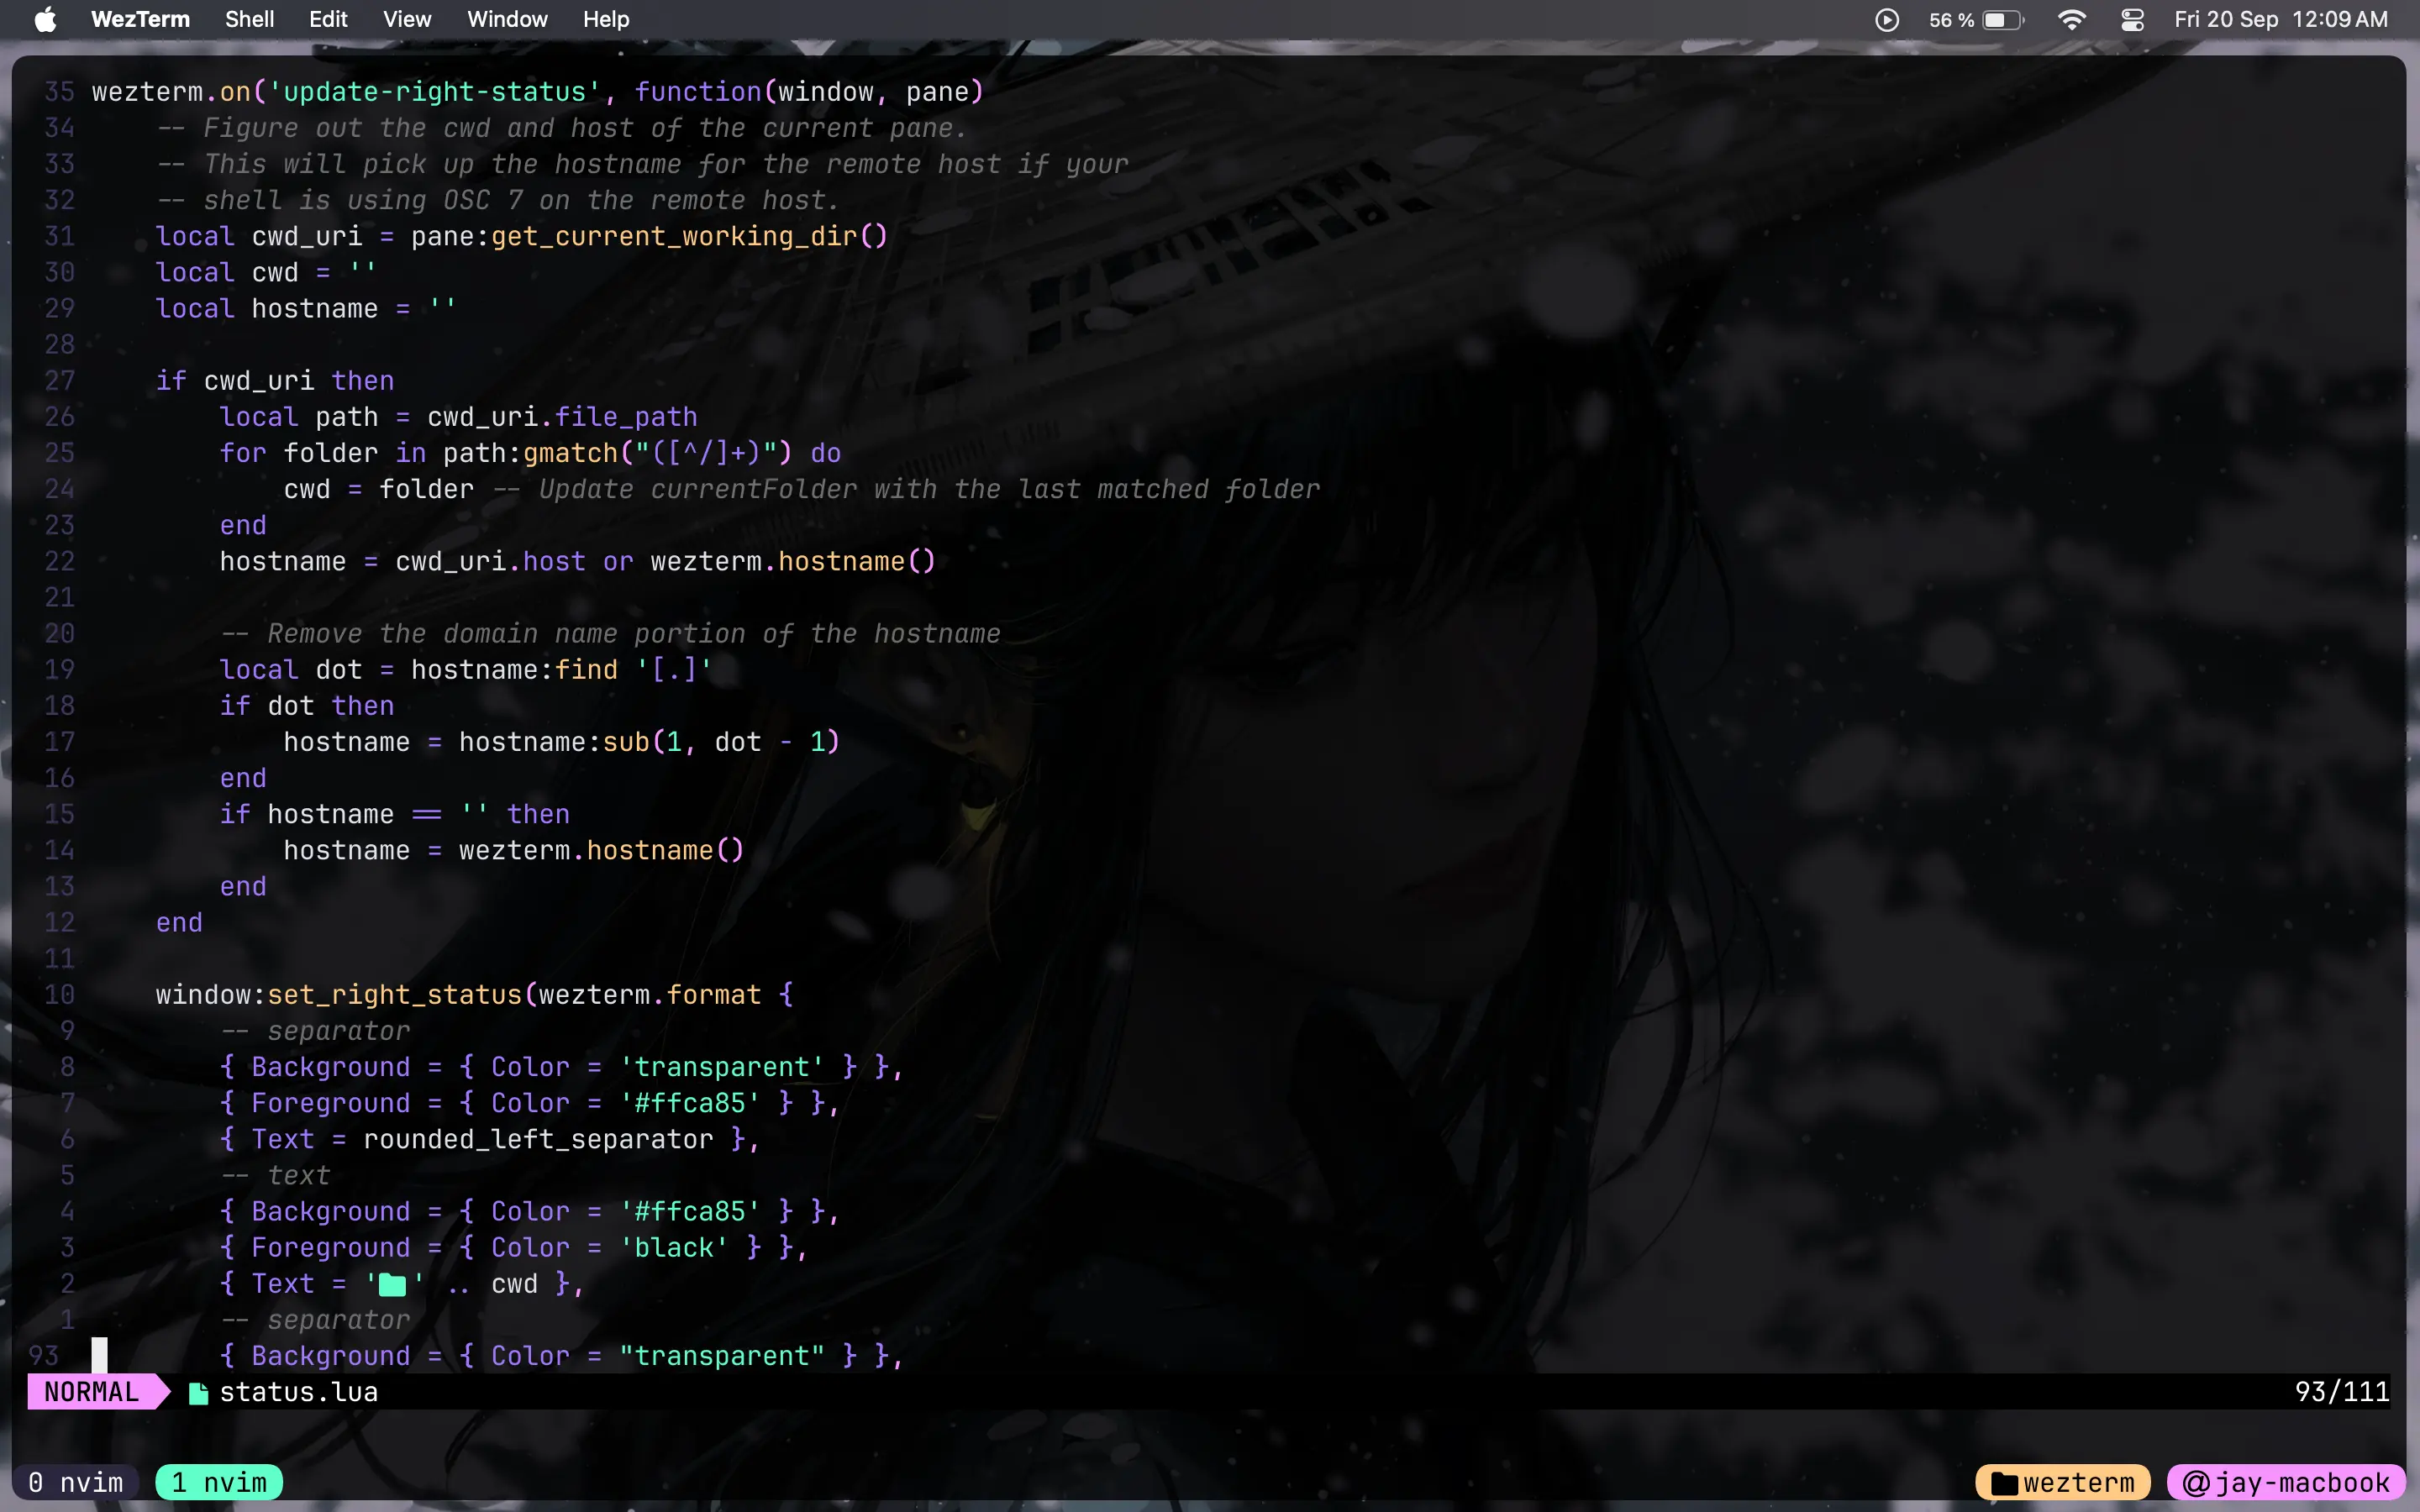 WezTerm Shell Edit View Window Help 56 % Fri 20 Sep 12:09 AM
35 wezterm.on('update-right-status', function(window, pane)
34     -- Figure out the cwd and host of the current pane.
33     -- This will pick up the hostname for the remote host if your
32     -- shell is using OSC 7 on the remote host.
31     local cwd_uri = pane:get_current_working_dir()
30     local cwd = ''
29     local hostname = ''
28
27     if cwd_uri then
26         local path = cwd_uri.file_path
25         for folder in path:gmatch("([^/]+)") do
24             cwd = folder -- Update currentFolder with the last matched folder
23         end
22         hostname = cwd_uri.host or wezterm.hostname()
21
20         -- Remove the domain name portion of the hostname
19         local dot = hostname:find '[.]'
18         if dot then
17             hostname = hostname:sub(1, dot - 1)
16         end
15         if hostname == '' then
14             hostname = wezterm.hostname()
13         end
12     end
11
10     window:set_right_status(wezterm.format {
9         -- separator
8         { Background = { Color = 'transparent' } },
7         { Foreground = { Color = '#ffca85' } },
6         { Text = rounded_left_separator },
5         -- text
4         { Background = { Color = '#ffca85' } },
3         { Foreground = { Color = 'black' } },
2         { Text = ' ' .. cwd },
1         -- separator
93         { Background = { Color = "transparent" } },
NORMAL status.lua 93/111
0 nvim 1 nvim wezterm @jay-macbook